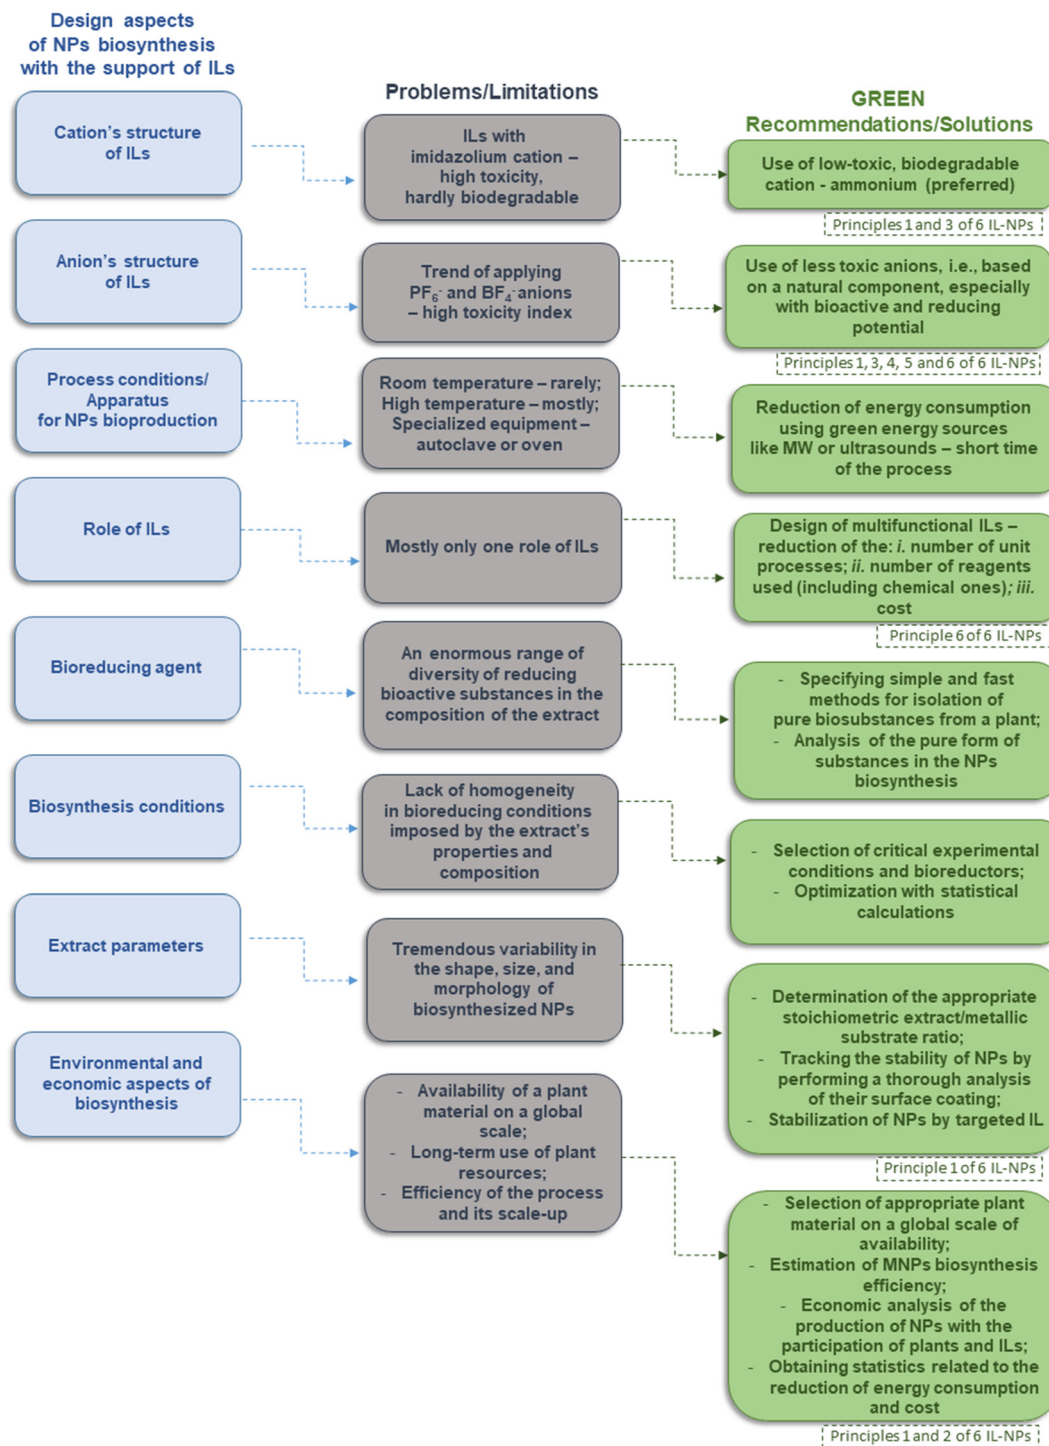 Design aspects
of NPs biosynthesis
with the support of ILs
Problems/Limitations
GREEN
Recommendations/Solutions
Cation's structure
of ILs
ILs with
imidazolium cation –
high toxicity,
hardly biodegradable
Use of low-toxic, biodegradable
cation - ammonium (preferred)
Principles 1 and 3 of 6 IL-NPs
Anion's structure
of ILs
Trend of applying
PF6- and BF4- anions
– high toxicity index
Use of less toxic anions, i.e., based
on a natural component, especially
with bioactive and reducing
potential
Principles 1, 3, 4, 5 and 6 of 6 IL-NPs
Process conditions/
Apparatus
for NPs bioproduction
Room temperature – rarely;
High temperature – mostly;
Specialized equipment –
autoclave or oven
Reduction of energy consumption
using green energy sources
like MW or ultrasounds – short time
of the process
Role of ILs
Mostly only one role of ILs
Design of multifunctional ILs –
reduction of the: i. number of unit
processes; ii. number of reagents
used (including chemical ones); iii.
cost
Principle 6 of 6 IL-NPs
Bioreducing agent
An enormous range of
diversity of reducing
bioactive substances in the
composition of the extract
- Specifying simple and fast
methods for isolation of
pure biosubstances from a plant;
- Analysis of the pure form of
substances in the NPs
biosynthesis
Biosynthesis conditions
Lack of homogeneity
in bioreducing conditions
imposed by the extract's
properties and
composition
- Selection of critical experimental
conditions and bioreductors;
- Optimization with statistical
calculations
Extract parameters
Tremendous variability in
the shape, size, and
morphology of
biosynthesized NPs
- Determination of the appropriate
stoichiometric extract/metallic
substrate ratio;
- Tracking the stability of NPs by
performing a thorough analysis
of their surface coating;
- Stabilization of NPs by targeted IL
Principle 1 of 6 IL-NPs
Environmental and
economic aspects of
biosynthesis
- Availability of a plant
material on a global
scale;
- Long-term use of plant
resources;
- Efficiency of the process
and its scale-up
- Selection of appropriate plant
material on a global scale of
availability;
- Estimation of MNPs biosynthesis
efficiency;
- Economic analysis of the
production of NPs with the
participation of plants and ILs;
- Obtaining statistics related to the
reduction of energy consumption
and cost
Principles 1 and 2 of 6 IL-NPs